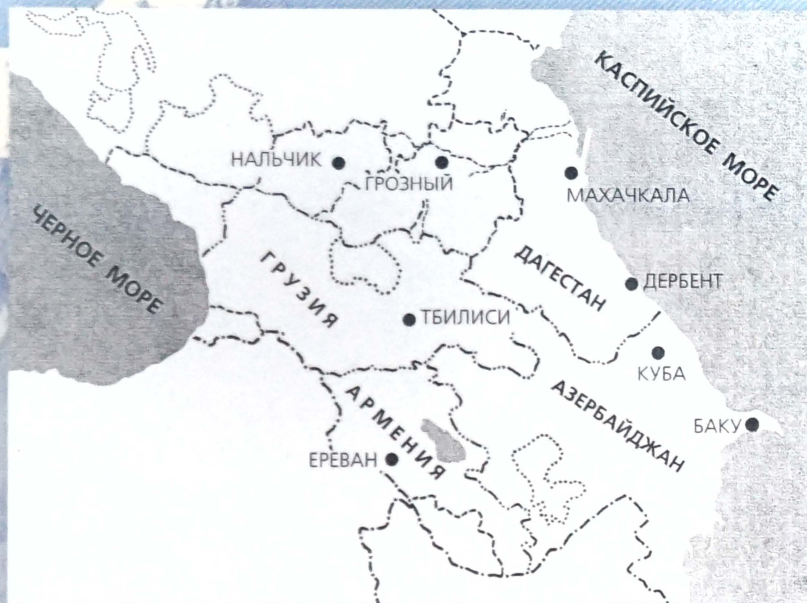 КАСПИЙСКОЕ МОРЕ
НАЛЬЧИК
ГРОЗНЫЙ
МАХАЧКАЛА
ЧЕРНОЕ МОРЕ
ГРУЗИЯ
ДАГЕСТАН
ДЕРБЕНТ
ТБИЛИСИ
КУБА
АРМЕНИЯ
АЗЕРБАЙДЖАН
БАКУ
ЕРЕВАН